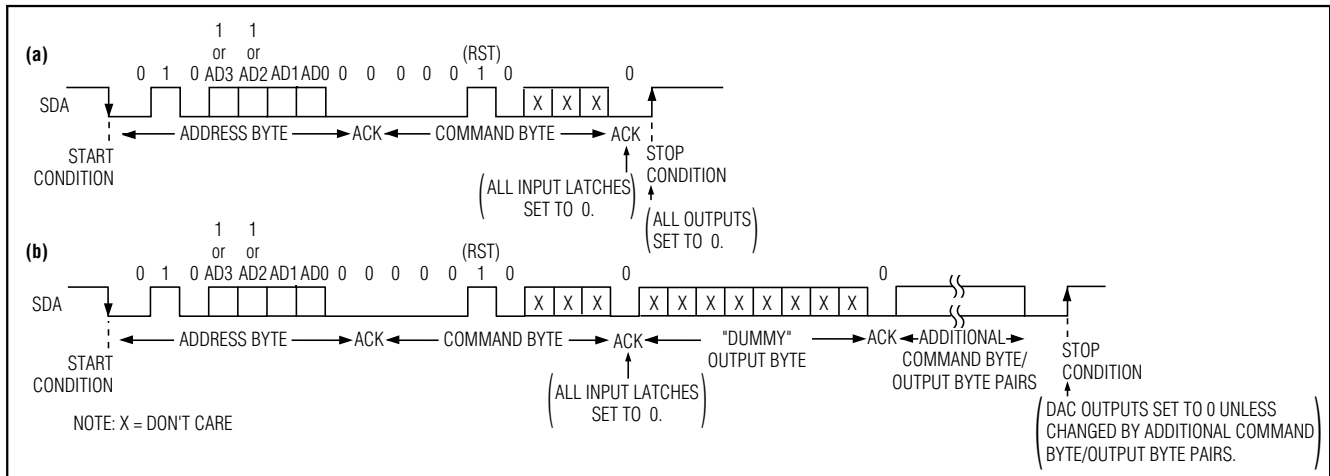 (a)
1 1
or or
0 1 0 AD3 AD2 AD1 AD0 0 0 0 0 0 1 0 0
(RST)
SDA
X X X
ADDRESS BYTE ACK COMMAND BYTE ACK
START
CONDITION
STOP
CONDITION
(ALL INPUT LATCHES
SET TO 0.)
(ALL OUTPUTS
SET TO 0.)
(b)
1 1
or or
0 1 0 AD3 AD2 AD1 AD0 0 0 0 0 0 1 0 0 0
(RST)
SDA
X X X X X X X X X X X
ADDRESS BYTE ACK COMMAND BYTE ACK "DUMMY"
OUTPUT BYTE
ACK ADDITIONAL
COMMAND BYTE/
OUTPUT BYTE PAIRS
START
CONDITION
STOP
CONDITION
(ALL INPUT LATCHES
SET TO 0.)
(DAC OUTPUTS SET TO 0 UNLESS
CHANGED BY ADDITIONAL COMMAND
BYTE/OUTPUT BYTE PAIRS.)
NOTE: X = DON'T CARE